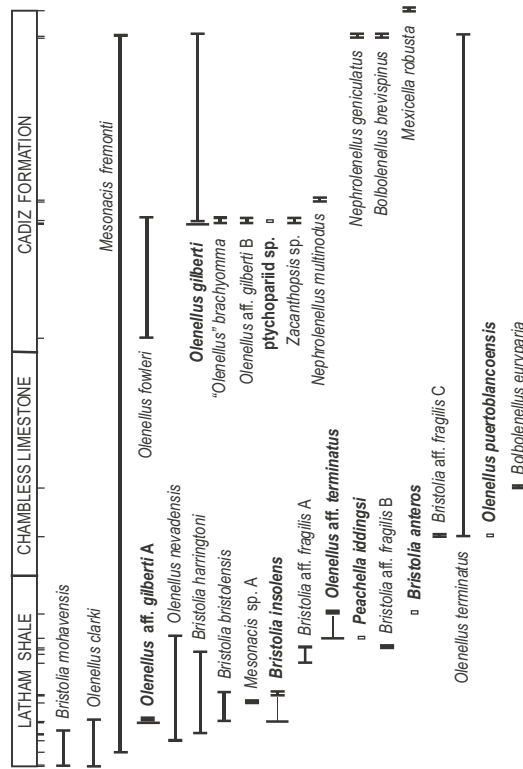 CADIZ FORMATION
CHAMBLESS LIMESTONE
LATHAM SHALE
Bristolia mohavensis
Olenellus clarki
Mesonacis fremonti
Olenellus aff. gilberti A
Olenellus fowleri
Olenellus nevadensis
Bristolia harringtoni
Olenellus gilberti
Bristolia bristolensis
"Olenellus" brachyomma
Mesonacis sp. A
Olenellus aff. gilberti B
Bristolia insolens
ptychopariid sp.
Zacanthopsis sp.
Bristolia aff. fragilis A
Nephrolenellus multinodus
Olenellus aff. terminatus
Peachella iddingsi
Nephrolenellus geniculatus
Bristolia aff. fragilis B
Bolbolenellus brevispinus
Bristolia anteros
Mexicella robusta
Bristolia aff. fragilis C
Olenellus terminatus
Olenellus puertoblancoensis
Bolbolenellus euryparia